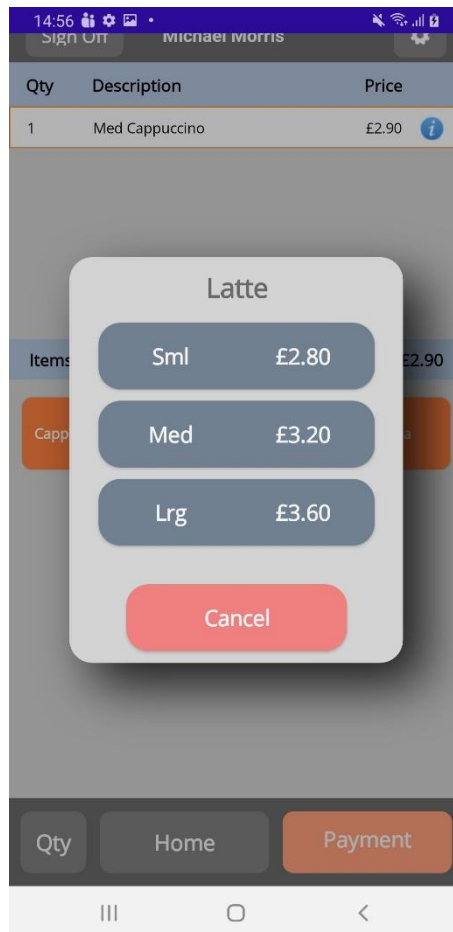 14:56
Sign Off Michael Morris
Qty Description Price
1 Med Cappuccino £2.90 i
Latte
Sml £2.80
Items £2.90
Med £3.20
Capp a
Lrg £3.60
Cancel
Qty Home Payment